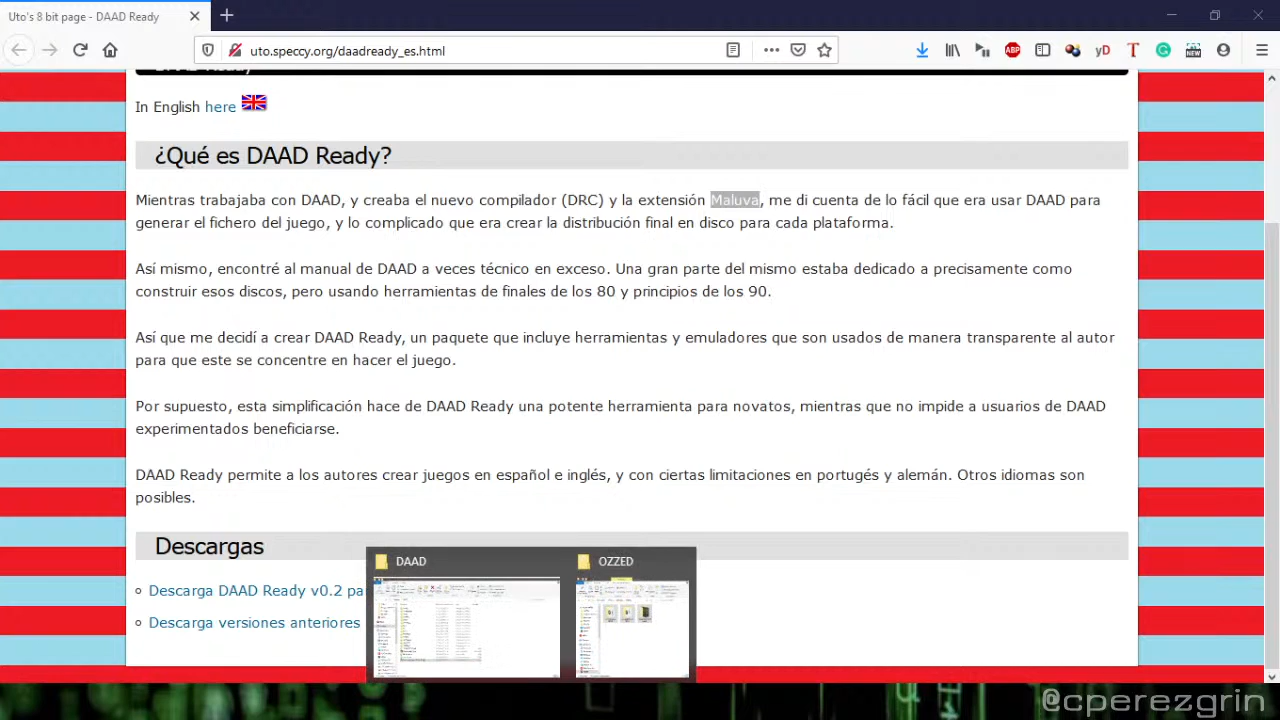 Uto's 8 bit page - DAAD Ready
uto.speccy.org/daadready_es.html
ABP
yD
T
NEW
In English here
¿Qué es DAAD Ready?
Mientras trabajaba con DAAD, y creaba el nuevo compilador (DRC) y la extensión Maluva, me di cuenta de lo fácil que era usar DAAD para
generar el fichero del juego, y lo complicado que era crear la distribución final en disco para cada plataforma.
Así mismo, encontré al manual de DAAD a veces técnico en exceso. Una gran parte del mismo estaba dedicado a precisamente como
construir esos discos, pero usando herramientas de finales de los 80 y principios de los 90.
Así que me decidí a crear DAAD Ready, un paquete que incluye herramientas y emuladores que son usados de manera transparente al autor
para que este se concentre en hacer el juego.
Por supuesto, esta simplificación hace de DAAD Ready una potente herramienta para novatos, mientras que no impide a usuarios de DAAD
experimentados beneficiarse.
DAAD Ready permite a los autores crear juegos en español e inglés, y con ciertas limitaciones en portugés y alemán. Otros idiomas son
posibles.
Descargas
DAAD
OZZED
Descarga DAAD Ready v0.2 pa
Descarga versiones anteriores
@cperezgrin